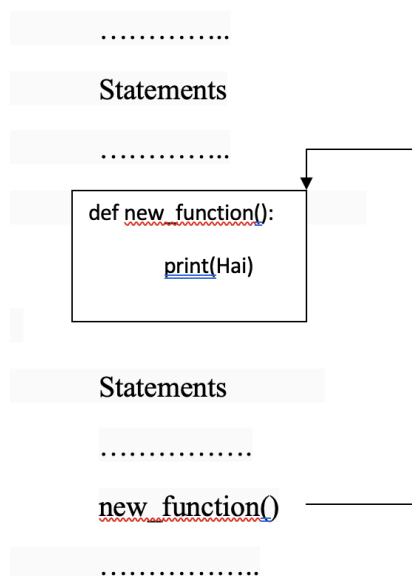 …………..
Statements
…………..
def new_function():
print(Hai)
Statements
…………….
new_function()
……………..